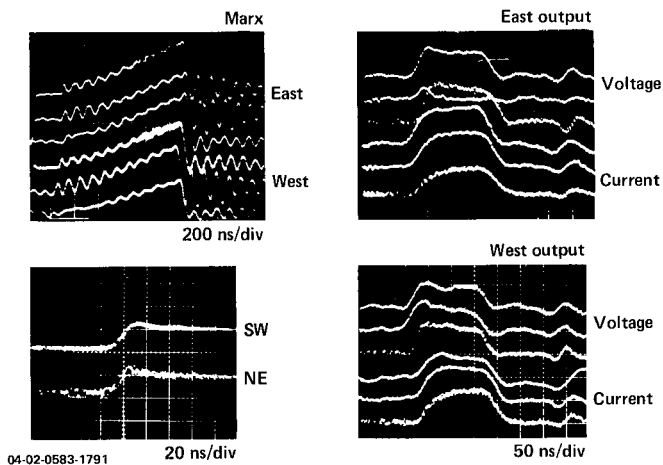 Marx
East
West
200 ns/div
East output
Voltage
Current
SW
NE
20 ns/div
West output
Voltage
Current
50 ns/div
04-02-0583-1791